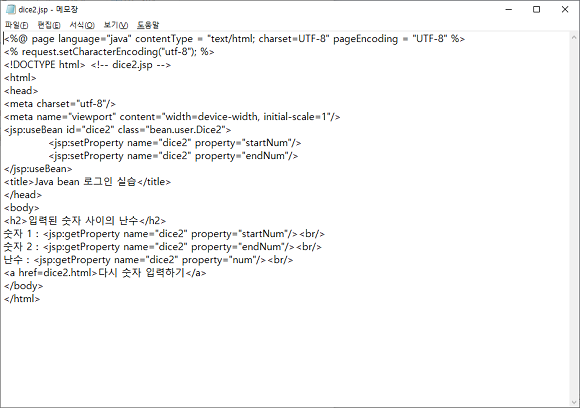 dice2.jsp - 메모장
파일(F) 편집(E) 서식(O) 보기(V) 도움말
<%@ page language="java" contentType = "text/html; charset=UTF-8" pageEncoding = "UTF-8" %>
<% request.setCharacterEncoding("utf-8"); %>
<!DOCTYPE html> <!-- dice2.jsp -->
<html>
<head>
<meta charset="utf-8"/>
<meta name="viewport" content="width=device-width, initial-scale=1"/>
<jsp:useBean id="dice2" class="bean.user.Dice2">
<jsp:setProperty name="dice2" property="startNum"/>
<jsp:setProperty name="dice2" property="endNum"/>
</jsp:useBean>
<title>Java bean 로그인 실습</title>
</head>
<body>
<h2>입력된 숫자 사이의 난수</h2>
숫자 1 : <jsp:getProperty name="dice2" property="startNum"/><br/>
숫자 2 : <jsp:getProperty name="dice2" property="endNum"/><br/>
난수 : <jsp:getProperty name="dice2" property="num"/><br/>
<a href=dice2.html>다시 숫자 입력하기</a>
</body>
</html>